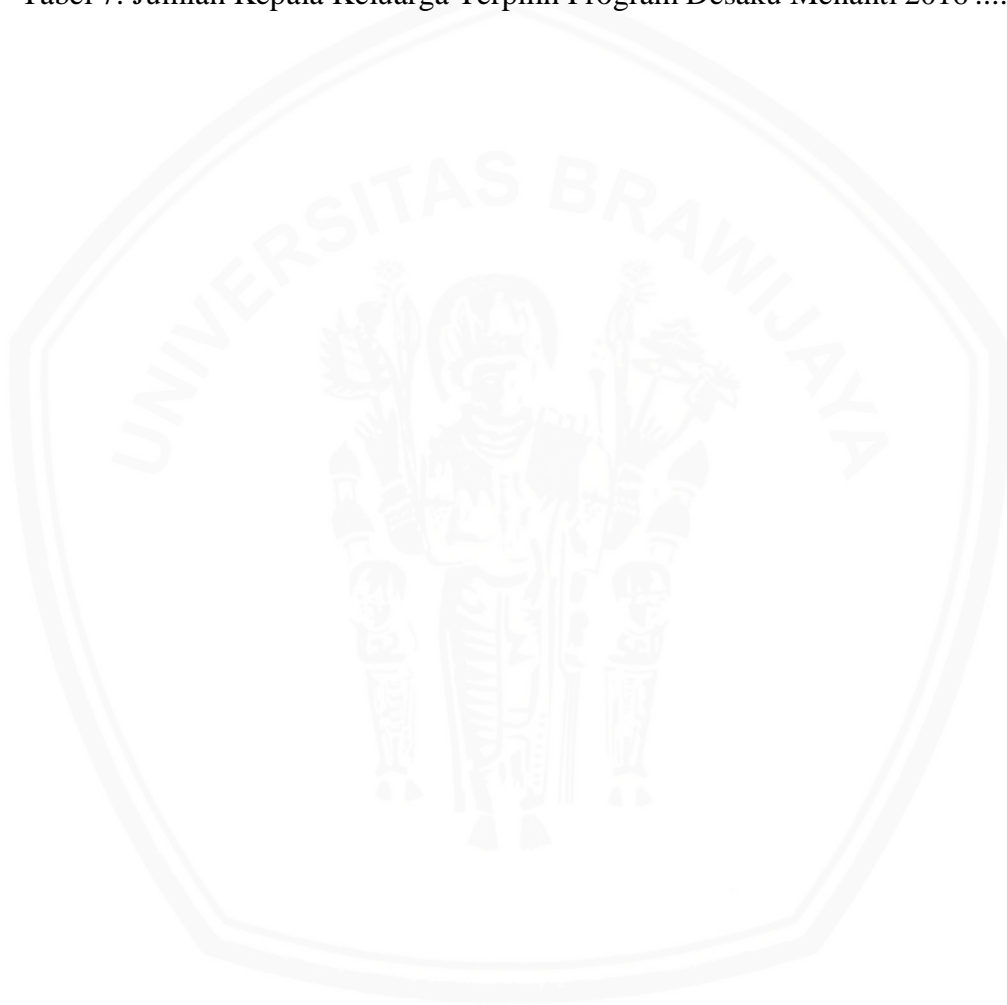 Tabel 7. Jumlah Kepala Keluarga Terpilih Program Desaku Menanti 2016 ....
UNIVERSITAS BRAWIJAYA